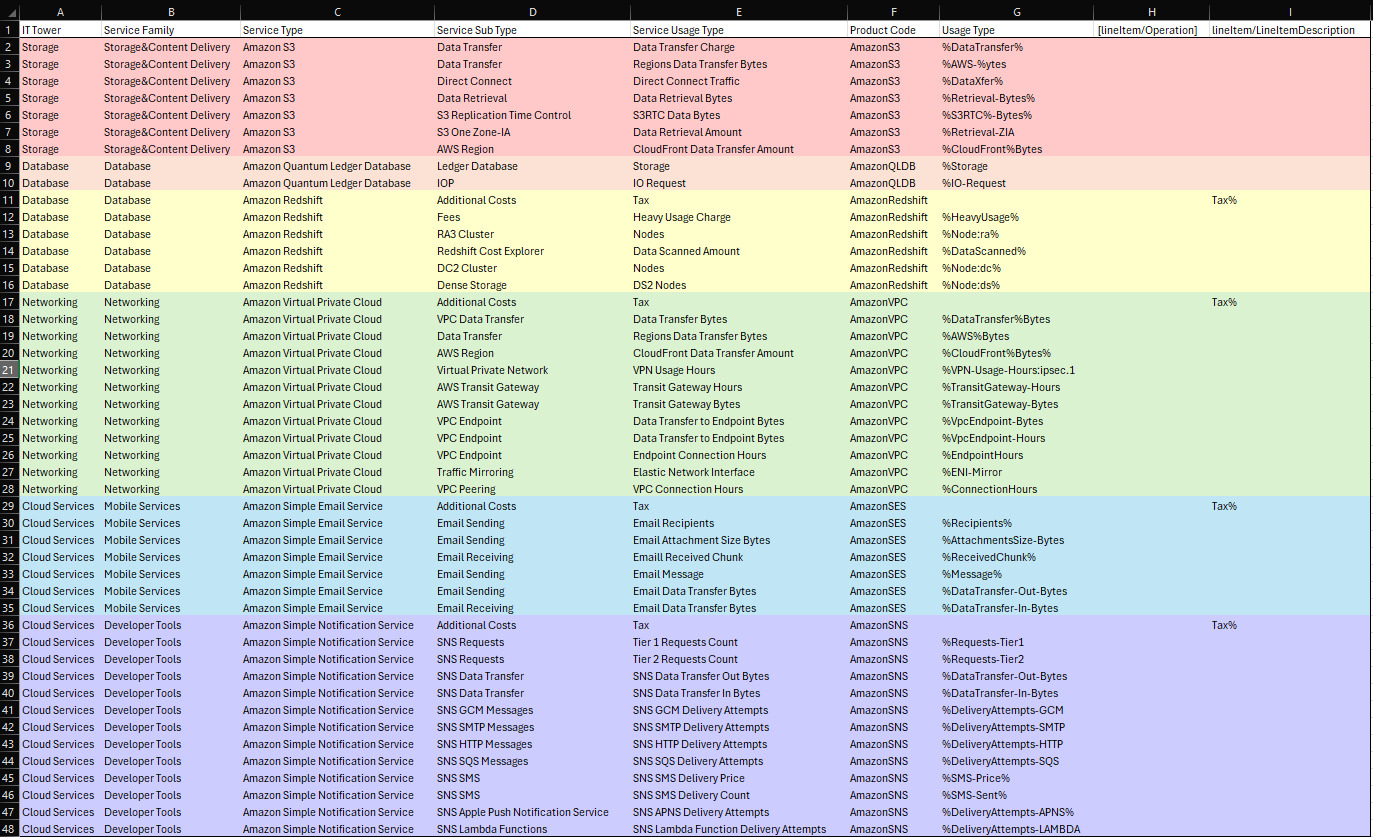 A B C D E F G H I
1 IT Tower Service Family Service Type Service Sub Type Service Usage Type Product Code Usage Type [lineItem/Operation] lineItem/LineItemDescription
2 Storage Storage&Content Delivery Amazon S3 Data Transfer Data Transfer Charge AmazonS3 %DataTransfer%
3 Storage Storage&Content Delivery Amazon S3 Data Transfer Regions Data Transfer Bytes AmazonS3 %AWS-%ytes
4 Storage Storage&Content Delivery Amazon S3 Direct Connect Direct Connect Traffic AmazonS3 %DataXfer%
5 Storage Storage&Content Delivery Amazon S3 Data Retrieval Data Retrieval Bytes AmazonS3 %Retrieval-Bytes%
6 Storage Storage&Content Delivery Amazon S3 S3 Replication Time Control S3RTC Data Bytes AmazonS3 %S3RTC%-Bytes%
7 Storage Storage&Content Delivery Amazon S3 S3 One Zone-IA Data Retrieval Amount AmazonS3 %Retrieval-ZIA
8 Storage Storage&Content Delivery Amazon S3 AWS Region CloudFront Data Transfer Amount AmazonS3 %CloudFront%Bytes
9 Database Database Amazon Quantum Ledger Database Ledger Database Storage AmazonQLDB %Storage
10 Database Database Amazon Quantum Ledger Database IOP IO Request AmazonQLDB %IO-Request
11 Database Database Amazon Redshift Additional Costs Tax AmazonRedshift Tax%
12 Database Database Amazon Redshift Fees Heavy Usage Charge AmazonRedshift %HeavyUsage%
13 Database Database Amazon Redshift RA3 Cluster Nodes AmazonRedshift %Node:ra%
14 Database Database Amazon Redshift Redshift Cost Explorer Data Scanned Amount AmazonRedshift %DataScanned%
15 Database Database Amazon Redshift DC2 Cluster Nodes AmazonRedshift %Node:dc%
16 Database Database Amazon Redshift Dense Storage DS2 Nodes AmazonRedshift %Node:ds%
17 Networking Networking Amazon Virtual Private Cloud Additional Costs Tax AmazonVPC Tax%
18 Networking Networking Amazon Virtual Private Cloud VPC Data Transfer Data Transfer Bytes AmazonVPC %DataTransfer%Bytes
19 Networking Networking Amazon Virtual Private Cloud Data Transfer Regions Data Transfer Bytes AmazonVPC %AWS%Bytes
20 Networking Networking Amazon Virtual Private Cloud AWS Region CloudFront Data Transfer Amount AmazonVPC %CloudFront%Bytes%
21 Networking Networking Amazon Virtual Private Cloud Virtual Private Network VPN Usage Hours AmazonVPC %VPN-Usage-Hours:ipsec.1
22 Networking Networking Amazon Virtual Private Cloud AWS Transit Gateway Transit Gateway Hours AmazonVPC %TransitGateway-Hours
23 Networking Networking Amazon Virtual Private Cloud AWS Transit Gateway Transit Gateway Bytes AmazonVPC %TransitGateway-Bytes
24 Networking Networking Amazon Virtual Private Cloud VPC Endpoint Data Transfer to Endpoint Bytes AmazonVPC %VpcEndpoint-Bytes
25 Networking Networking Amazon Virtual Private Cloud VPC Endpoint Data Transfer to Endpoint Bytes AmazonVPC %VpcEndpoint-Hours
26 Networking Networking Amazon Virtual Private Cloud VPC Endpoint Endpoint Connection Hours AmazonVPC %EndpointHours
27 Networking Networking Amazon Virtual Private Cloud Traffic Mirroring Elastic Network Interface AmazonVPC %ENI-Mirror
28 Networking Networking Amazon Virtual Private Cloud VPC Peering VPC Connection Hours AmazonVPC %ConnectionHours
29 Cloud Services Mobile Services Amazon Simple Email Service Additional Costs Tax AmazonSES Tax%
30 Cloud Services Mobile Services Amazon Simple Email Service Email Sending Email Recipients AmazonSES %Recipients%
31 Cloud Services Mobile Services Amazon Simple Email Service Email Sending Email Attachment Size Bytes AmazonSES %AttachmentsSize-Bytes
32 Cloud Services Mobile Services Amazon Simple Email Service Email Receiving Emaill Received Chunk AmazonSES %ReceivedChunk%
33 Cloud Services Mobile Services Amazon Simple Email Service Email Sending Email Message AmazonSES %Message%
34 Cloud Services Mobile Services Amazon Simple Email Service Email Sending Email Data Transfer Bytes AmazonSES %DataTransfer-Out-Bytes
35 Cloud Services Mobile Services Amazon Simple Email Service Email Receiving Email Data Transfer Bytes AmazonSES %DataTransfer-In-Bytes
36 Cloud Services Developer Tools Amazon Simple Notification Service Additional Costs Tax AmazonSNS Tax%
37 Cloud Services Developer Tools Amazon Simple Notification Service SNS Requests Tier 1 Requests Count AmazonSNS %Requests-Tier1
38 Cloud Services Developer Tools Amazon Simple Notification Service SNS Requests Tier 2 Requests Count AmazonSNS %Requests-Tier2
39 Cloud Services Developer Tools Amazon Simple Notification Service SNS Data Transfer SNS Data Transfer Out Bytes AmazonSNS %DataTransfer-Out-Bytes
40 Cloud Services Developer Tools Amazon Simple Notification Service SNS Data Transfer SNS Data Transfer In Bytes AmazonSNS %DataTransfer-In-Bytes
41 Cloud Services Developer Tools Amazon Simple Notification Service SNS GCM Messages SNS GCM Delivery Attempts AmazonSNS %DeliveryAttempts-GCM
42 Cloud Services Developer Tools Amazon Simple Notification Service SNS SMTP Messages SNS SMTP Delivery Attempts AmazonSNS %DeliveryAttempts-SMTP
43 Cloud Services Developer Tools Amazon Simple Notification Service SNS HTTP Messages SNS HTTP Delivery Attempts AmazonSNS %DeliveryAttempts-HTTP
44 Cloud Services Developer Tools Amazon Simple Notification Service SNS SQS Messages SNS SQS Delivery Attempts AmazonSNS %DeliveryAttempts-SQS
45 Cloud Services Developer Tools Amazon Simple Notification Service SNS SMS SNS SMS Delivery Price AmazonSNS %SMS-Price%
46 Cloud Services Developer Tools Amazon Simple Notification Service SNS SMS SNS SMS Delivery Count AmazonSNS %SMS-Sent%
47 Cloud Services Developer Tools Amazon Simple Notification Service SNS Apple Push Notification Service SNS APNS Delivery Attempts AmazonSNS %DeliveryAttempts-APNS%
48 Cloud Services Developer Tools Amazon Simple Notification Service SNS Lambda Functions SNS Lambda Function Delivery Attempts AmazonSNS %DeliveryAttempts-LAMBDA